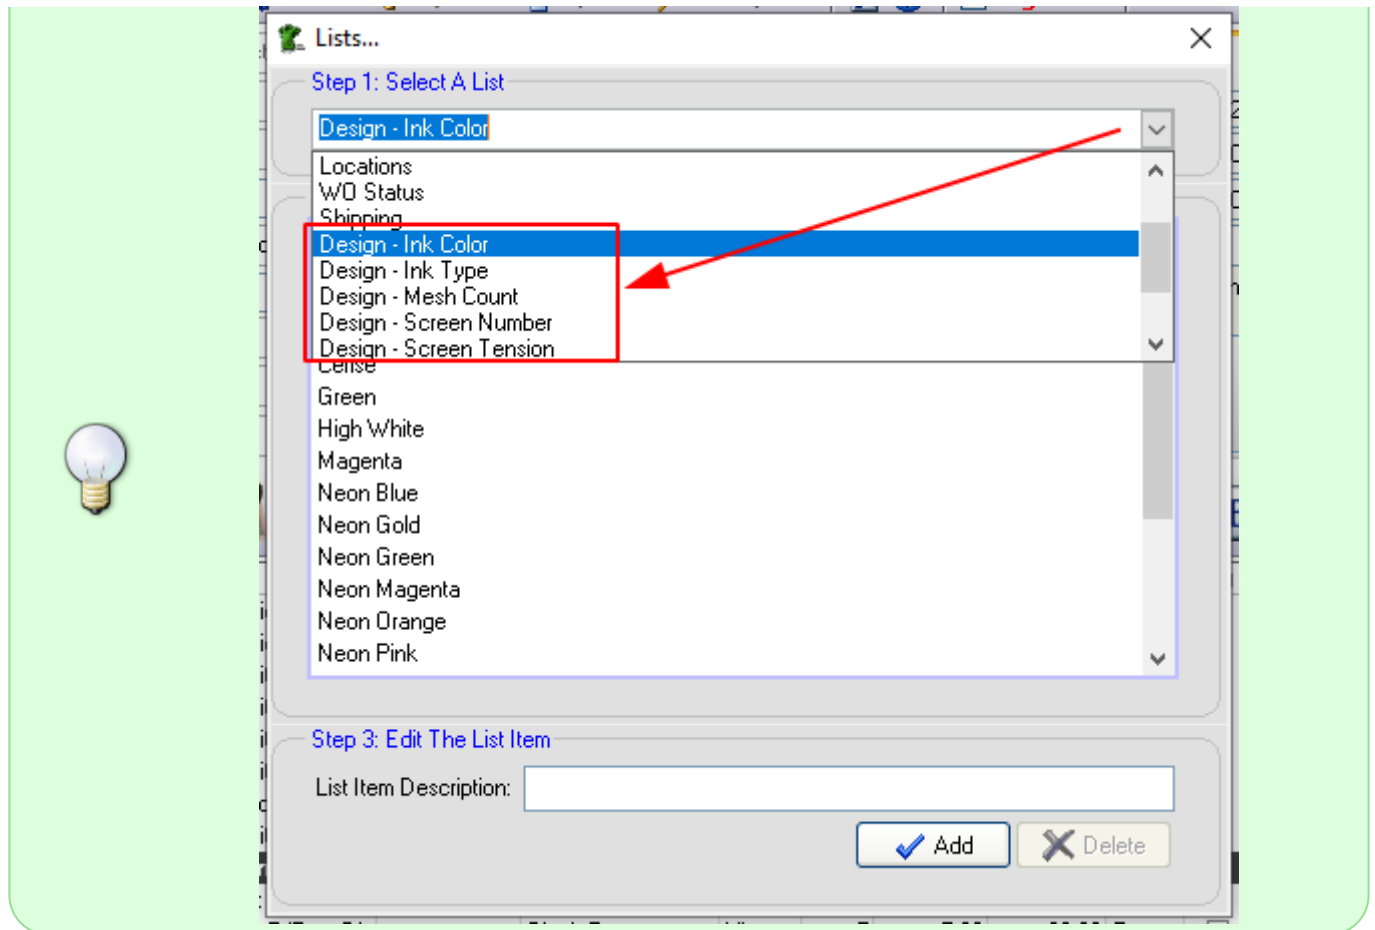 Lists...
Step 1: Select A List
Design - Ink Color
Locations
WO Status
Shipping
Design - Ink Color
Design - Ink Type
Design - Mesh Count
Design - Screen Number
Design - Screen Tension
Cerise
Green
High White
Magenta
Neon Blue
Neon Gold
Neon Green
Neon Magenta
Neon Orange
Neon Pink
Step 3: Edit The List Item
List Item Description:
Add
Delete